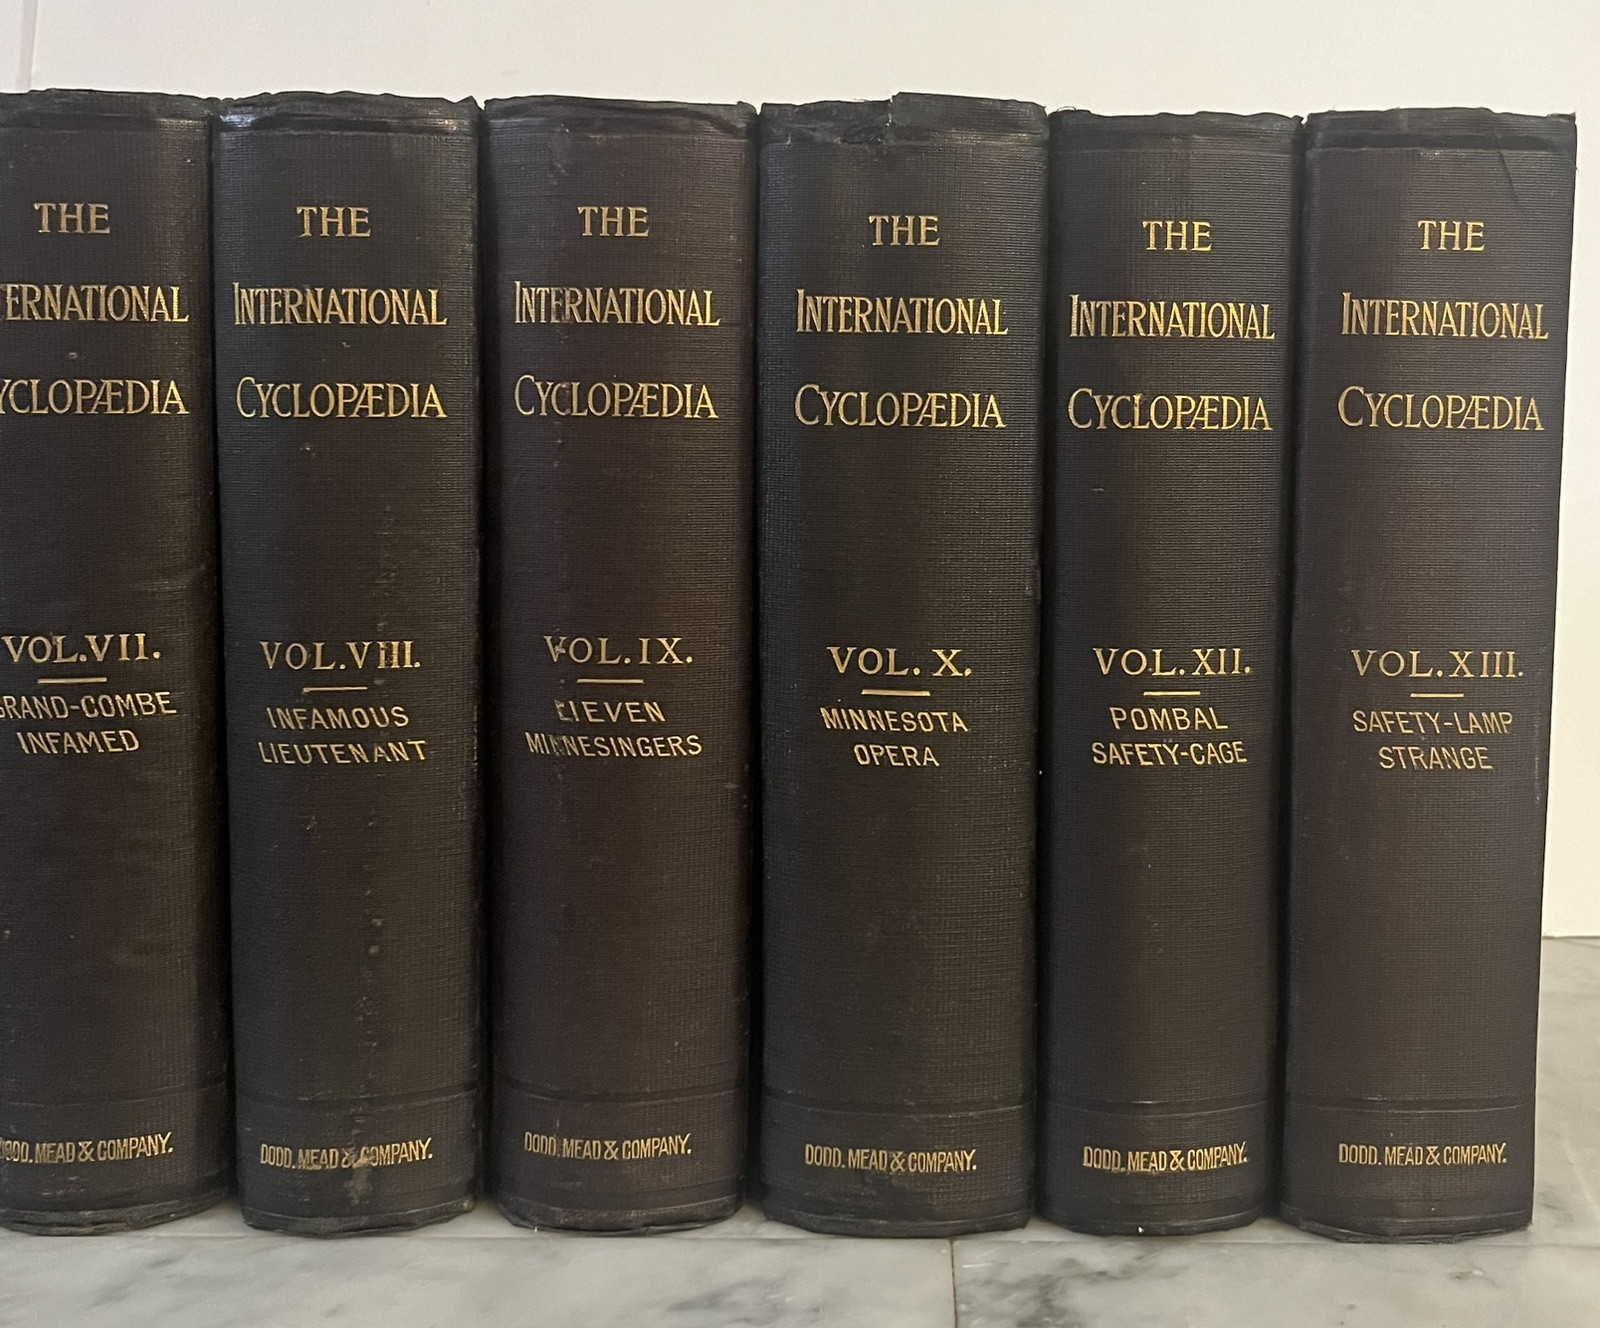 THE
TERNATIONAL
YCLOPÆDIA
VOL.VII.
GRAND-COMBE
INFAMED
DODD. MEAD & COMPANY.
THE
INTERNATIONAL
CYCLOPÆDIA
VOL.VIII.
INFAMOUS
LIEUTENANT
DODD. MEAD & COMPANY.
THE
INTERNATIONAL
CYCLOPÆDIA
VOL.IX.
LIEVEN
MINNESINGERS
DODD. MEAD & COMPANY.
THE
INTERNATIONAL
CYCLOPÆDIA
VOL. X.
MINNESOTA
OPERA
DODD. MEAD & COMPANY.
THE
INTERNATIONAL
CYCLOPÆDIA
VOL.XII.
POMBAL
SAFETY-CAGE
DODD. MEAD & COMPANY.
THE
INTERNATIONAL
CYCLOPÆDIA
VOL.XIII.
SAFETY-LAMP
STRANGE
DODD. MEAD & COMPANY.